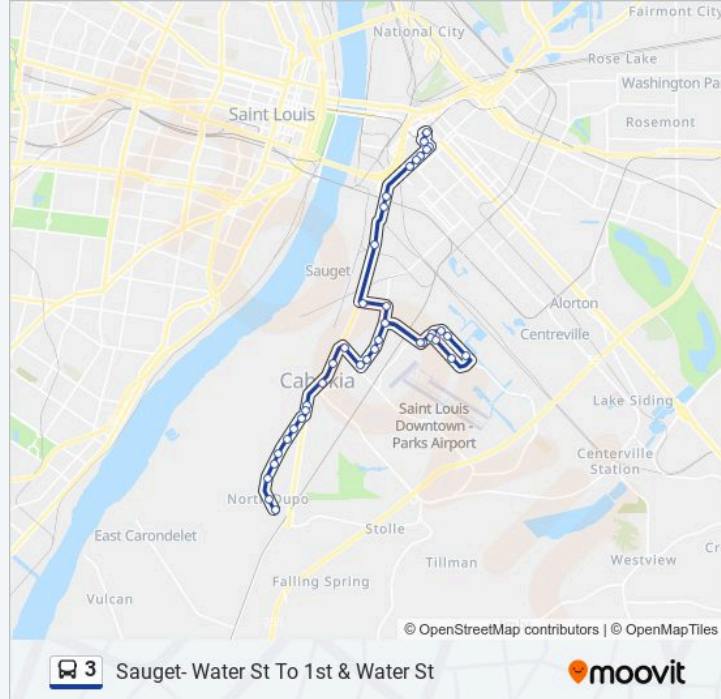 Fairmont City
National City
Rose Lake
Washington Pa
Saint Louis
Rosemont
Sauget
Alorton
Centreville
Cahokia
Saint Louis
Downtown -
Parks Airport
Lake Siding
Centerville
Station
North Dupo
East Carondelet
Stolle
Tillman
Westview
Cr
Falling Spring
Vulcan
© OpenStreetMap contributors | © OpenMapTiles
3 Sauget- Water St To 1st & Water St
moovit